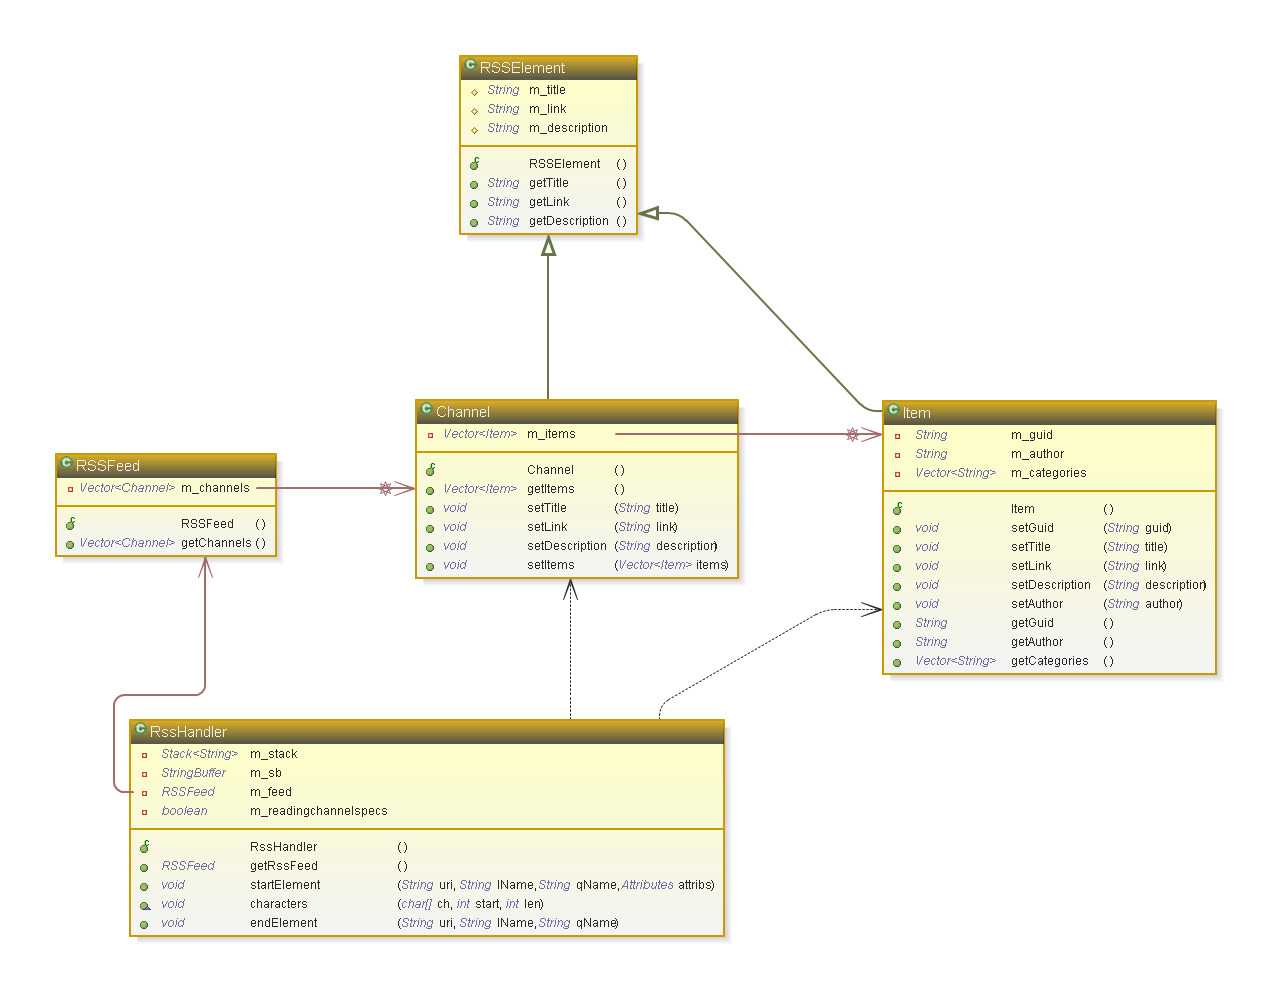 C RSSElement
String m_title
String m_link
String m_description
RSSElement ( )
String getTitle ( )
String getLink ( )
String getDescription ( )
C Channel
Vector<Item> m_items
Channel ( )
Vector<Item> getItems ( )
void setTitle (String title)
void setLink (String link)
void setDescription (String description)
void setItems (Vector<Item> items)
C Item
String m_guid
String m_author
Vector<String> m_categories
Item ( )
void setGuid (String guid)
void setTitle (String title)
void setLink (String link)
void setDescription (String description)
void setAuthor (String author)
String getGuid ( )
String getAuthor ( )
Vector<String> getCategories ( )
C RSSFeed
Vector<Channel> m_channels
RSSFeed ( )
Vector<Channel> getChannels ( )
C RssHandler
Stack<String> m_stack
StringBuffer m_sb
RSSFeed m_feed
boolean m_readingchannelspecs
RssHandler ( )
RSSFeed getRssFeed ( )
void startElement (String uri, String lName, String qName, Attributes attribs)
void characters (char[] ch, int start, int len)
void endElement (String uri, String lName, String qName)